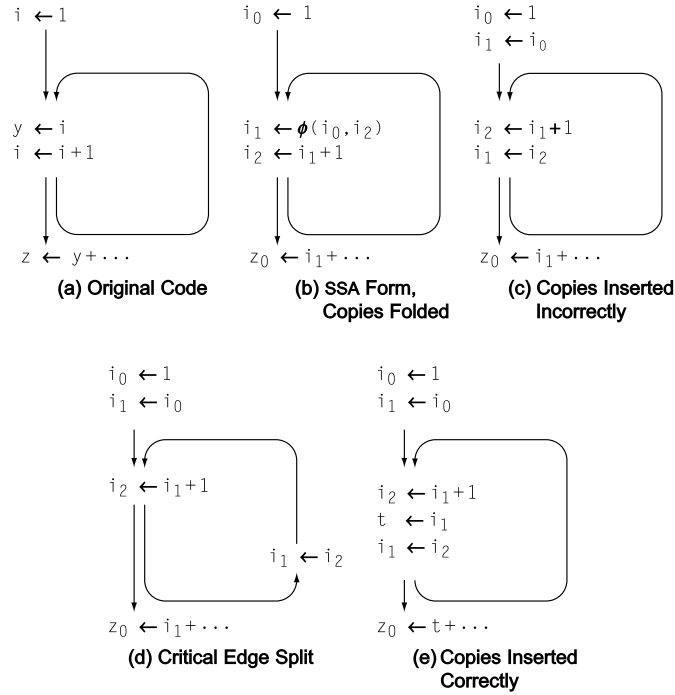 i ← 1
y ← i
i ← i+1
z ← y+···
(a) Original Code
i₀ ← 1
i₁ ← ϕ(i₀,i₂)
i₂ ← i₁+1
z₀ ← i₁+···
(b) SSA Form,
Copies Folded
i₀ ← 1
i₁ ← i₀
i₂ ← i₁+1
i₁ ← i₂
z₀ ← i₁+···
(c) Copies Inserted
Incorrectly
i₀ ← 1
i₁ ← i₀
i₂ ← i₁+1
i₁ ← i₂
z₀ ← i₁+···
(d) Critical Edge Split
i₀ ← 1
i₁ ← i₀
i₂ ← i₁+1
t ← i₁
i₁ ← i₂
z₀ ← t+···
(e) Copies Inserted
Correctly